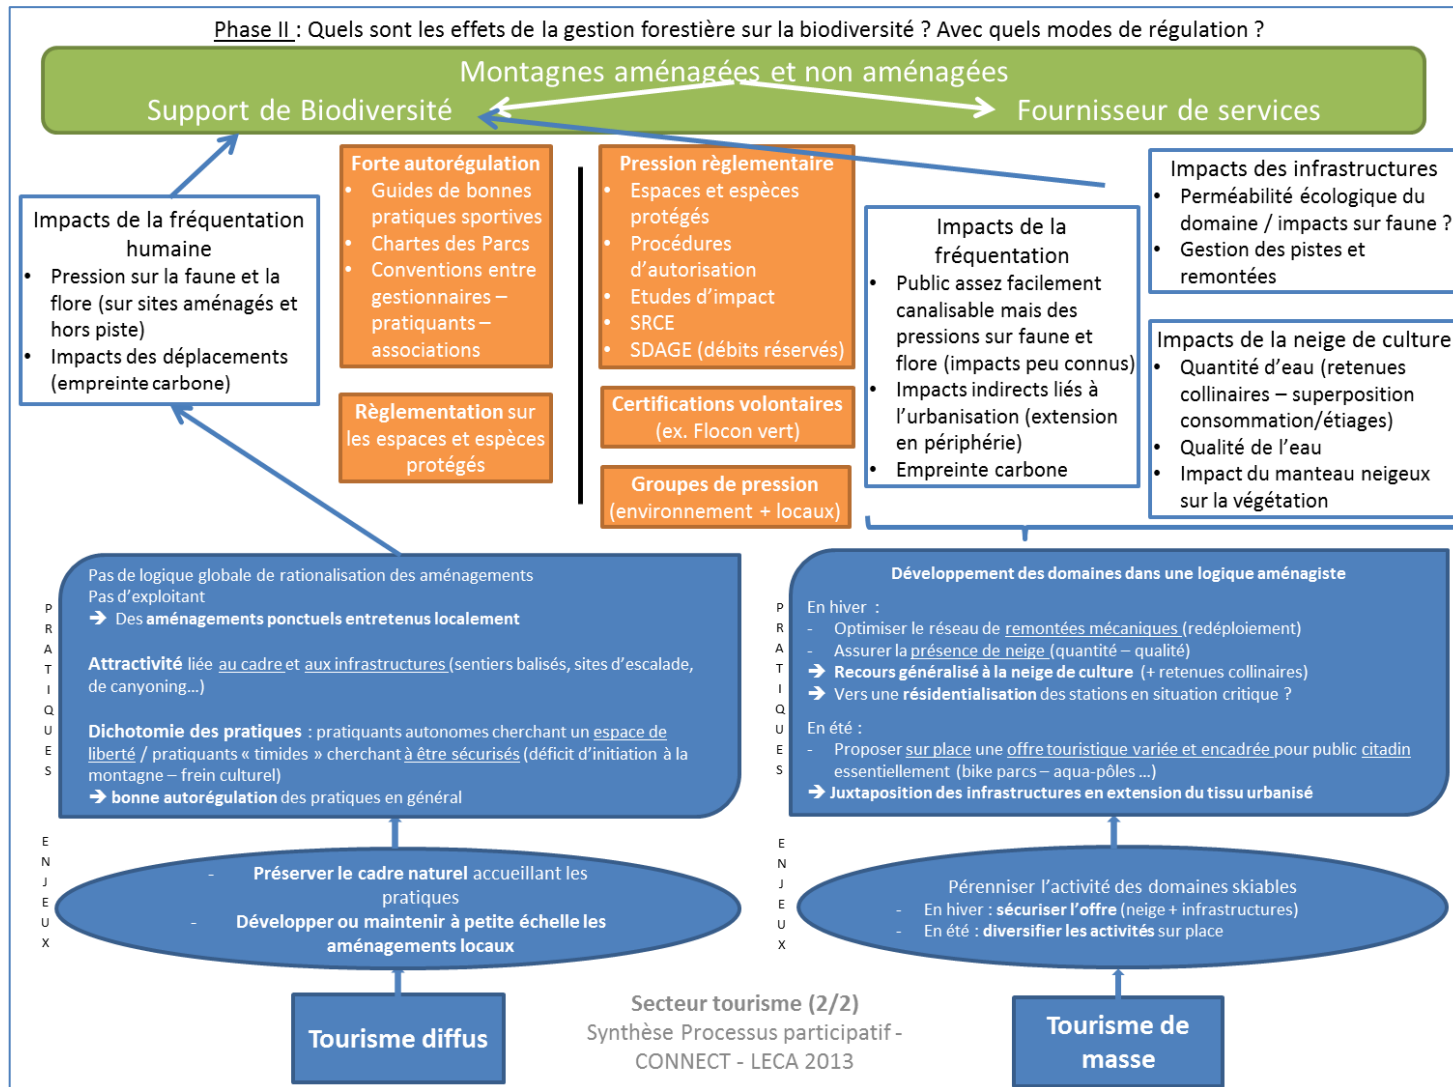 Phase II : Quels sont les effets de la gestion forestière sur la biodiversité ? Avec quels modes de régulation ?
Montagnes aménagées et non aménagées
Support de Biodiversité
Fournisseur de services
Impacts de la fréquentation
humaine
• Pression sur la faune et la
flore (sur sites aménagés et
hors piste)
• Impacts des déplacements
(empreinte carbone)
Forte autorégulation
• Guides de bonnes
pratiques sportives
• Chartes des Parcs
• Conventions entre
gestionnaires –
pratiquants –
associations
Règlementation sur
les espaces et espèces
protégés
Pression règlementaire
• Espaces et espèces
protégés
• Procédures
d'autorisation
• Etudes d'impact
• SRCE
• SDAGE (débits réservés)
Certifications volontaires
(ex. Flocon vert)
Groupes de pression
(environnement + locaux)
Impacts de la
fréquentation
• Public assez facilement
canalisable mais des
pressions sur faune et
flore (impacts peu connus)
• Impacts indirects liés à
l'urbanisation (extension
en périphérie)
• Empreinte carbone
Impacts des infrastructures
• Perméabilité écologique du
domaine / impacts sur faune ?
• Gestion des pistes et
remontées
Impacts de la neige de culture
• Quantité d'eau (retenues
collinaires – superposition
consommation/étiages)
• Qualité de l'eau
• Impact du manteau neigeux
sur la végétation
PRATIQUES
Pas de logique globale de rationalisation des aménagements
Pas d'exploitant
➔ Des aménagements ponctuels entretenus localement
Attractivité liée au cadre et aux infrastructures (sentiers balisés, sites d'escalade,
de canyoning…)
Dichotomie des pratiques : pratiquants autonomes cherchant un espace de
liberté / pratiquants « timides » cherchant à être sécurisés (déficit d'initiation à la
montagne – frein culturel)
➔ bonne autorégulation des pratiques en général
PRATIQUES
Développement des domaines dans une logique aménagiste
En hiver :
- Optimiser le réseau de remontées mécaniques (redéploiement)
- Assurer la présence de neige (quantité – qualité)
➔ Recours généralisé à la neige de culture (+ retenues collinaires)
➔ Vers une résidentialisation des stations en situation critique ?
En été :
- Proposer sur place une offre touristique variée et encadrée pour public citadin
essentiellement (bike parcs – aqua-pôles …)
➔ Juxtaposition des infrastructures en extension du tissu urbanisé
ENJEUX
- Préserver le cadre naturel accueillant les
pratiques
- Développer ou maintenir à petite échelle les
aménagements locaux
ENJEUX
Pérenniser l'activité des domaines skiables
- En hiver : sécuriser l'offre (neige + infrastructures)
- En été : diversifier les activités sur place
Tourisme diffus
Secteur tourisme (2/2)
Synthèse Processus participatif -
CONNECT - LECA 2013
Tourisme de
masse